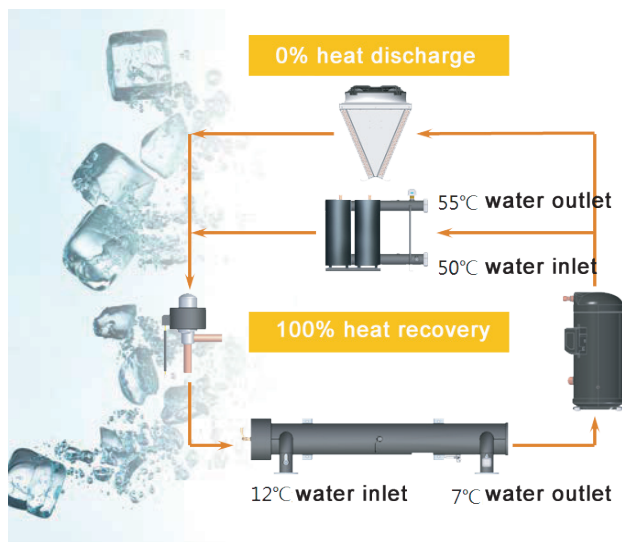 0% heat discharge
55℃ water outlet
50℃ water inlet
100% heat recovery
12℃ water inlet
7℃ water outlet